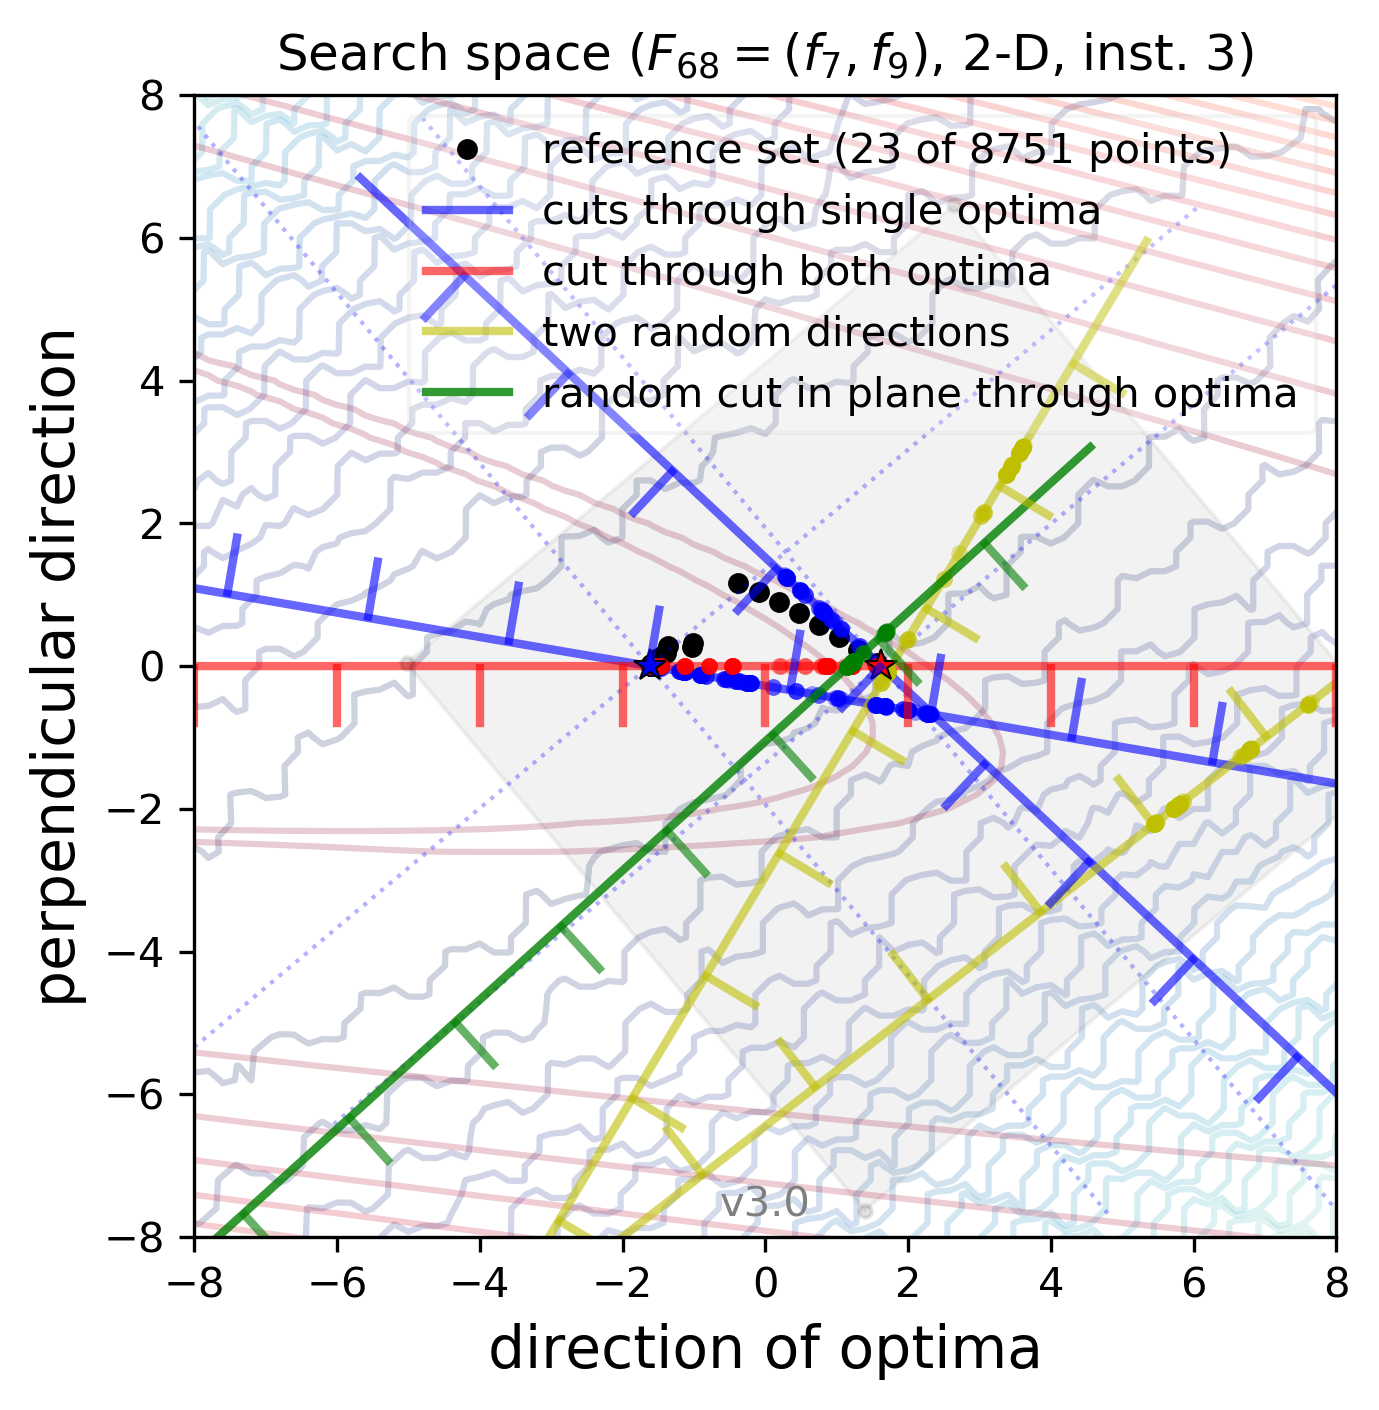 Search space (F₆₈ = (f₇, f₉), 2-D, inst. 3)
8
6
4
2
0
−2
−4
−6
−8
perpendicular direction
reference set (23 of 8751 points)
cuts through single optima
cut through both optima
two random directions
random cut in plane through optima
v3.0
−8 −6 −4 −2 0 2 4 6 8
direction of optima